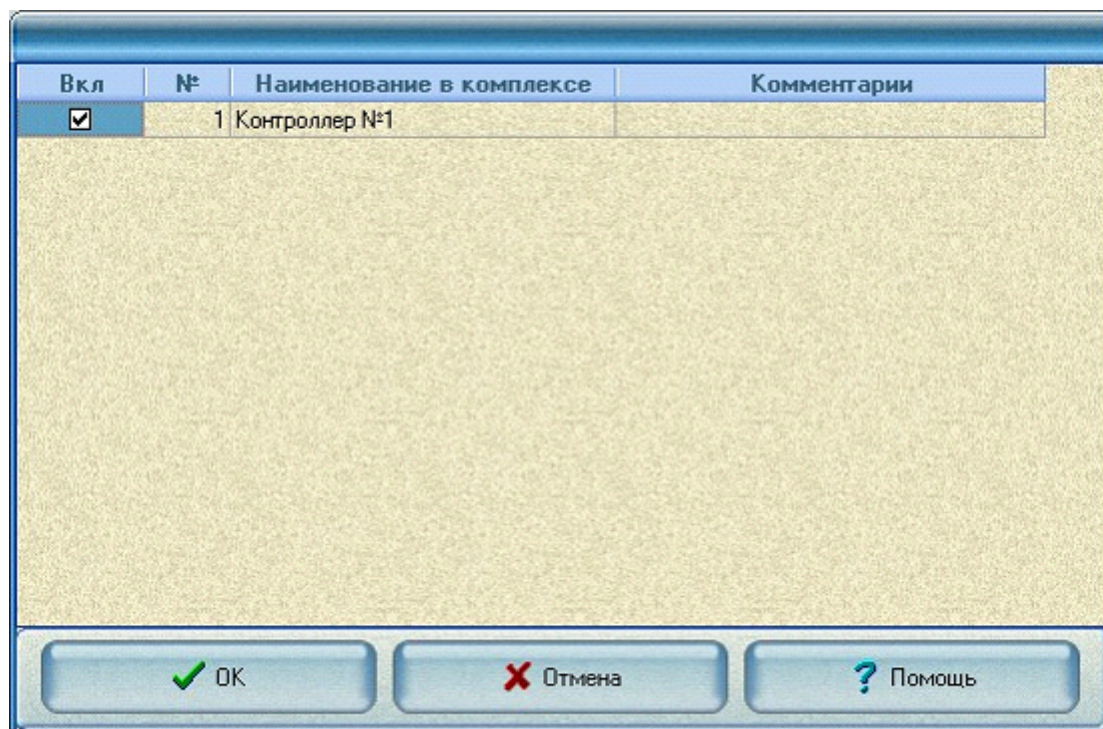 Вкл № Наименование в комплексе Комментарии
1 Контроллер №1
OK Отмена Помощь